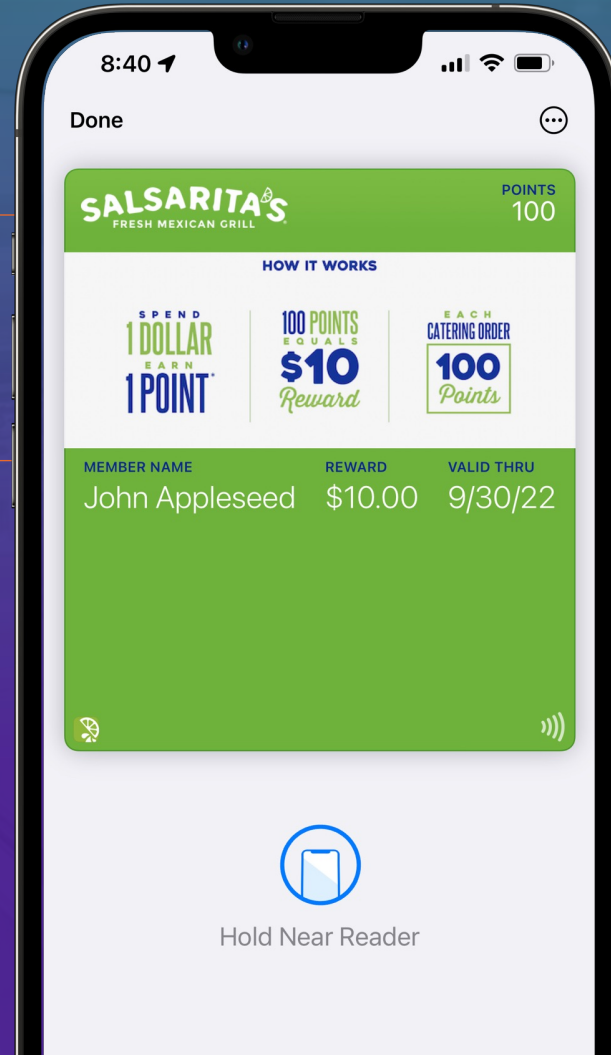 8:40
Done
SALSARITA'S
FRESH MEXICAN GRILL
POINTS
100
HOW IT WORKS
SPEND
1 DOLLAR
EARN
1 POINT*
100 POINTS
EQUALS
$10
Reward
EACH
CATERING ORDER
100
Points
MEMBER NAME
John Appleseed
REWARD
$10.00
VALID THRU
9/30/22
Hold Near Reader